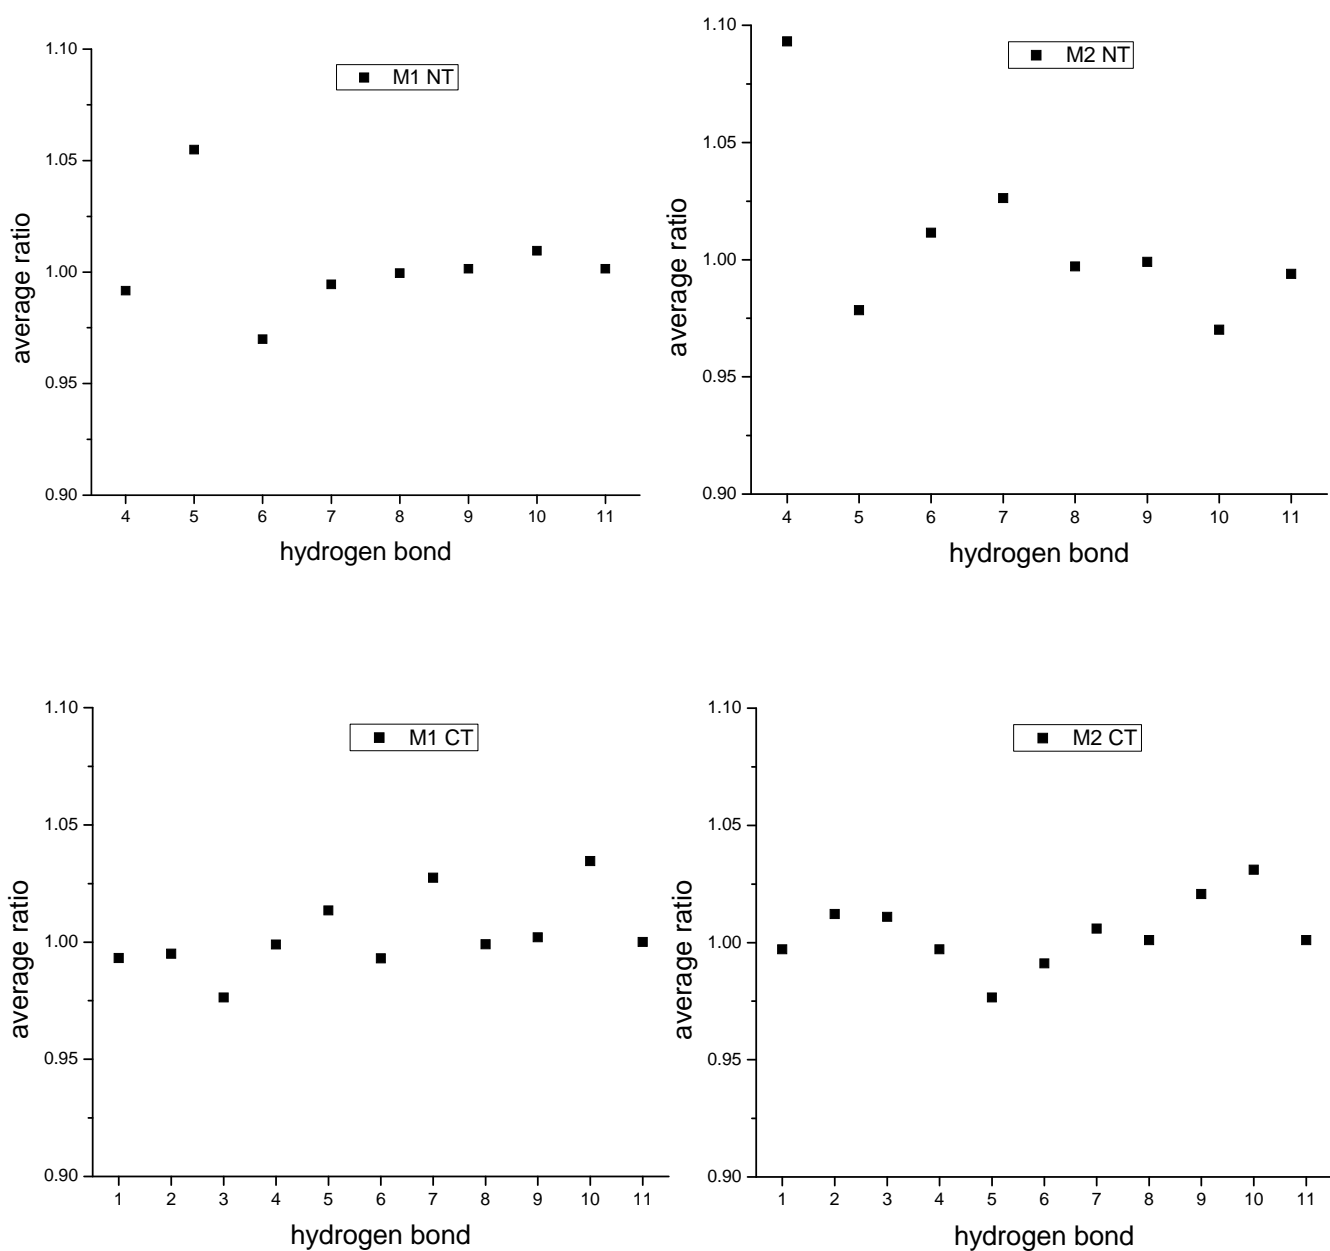 M1 NT
1.10
1.05
1.00
0.95
0.90
average ratio
4 5 6 7 8 9 10 11
hydrogen bond
M2 NT
1.10
1.05
1.00
0.95
0.90
average ratio
4 5 6 7 8 9 10 11
hydrogen bond
M1 CT
1.10
1.05
1.00
0.95
0.90
average ratio
1 2 3 4 5 6 7 8 9 10 11
hydrogen bond
M2 CT
1.10
1.05
1.00
0.95
0.90
average ratio
1 2 3 4 5 6 7 8 9 10 11
hydrogen bond